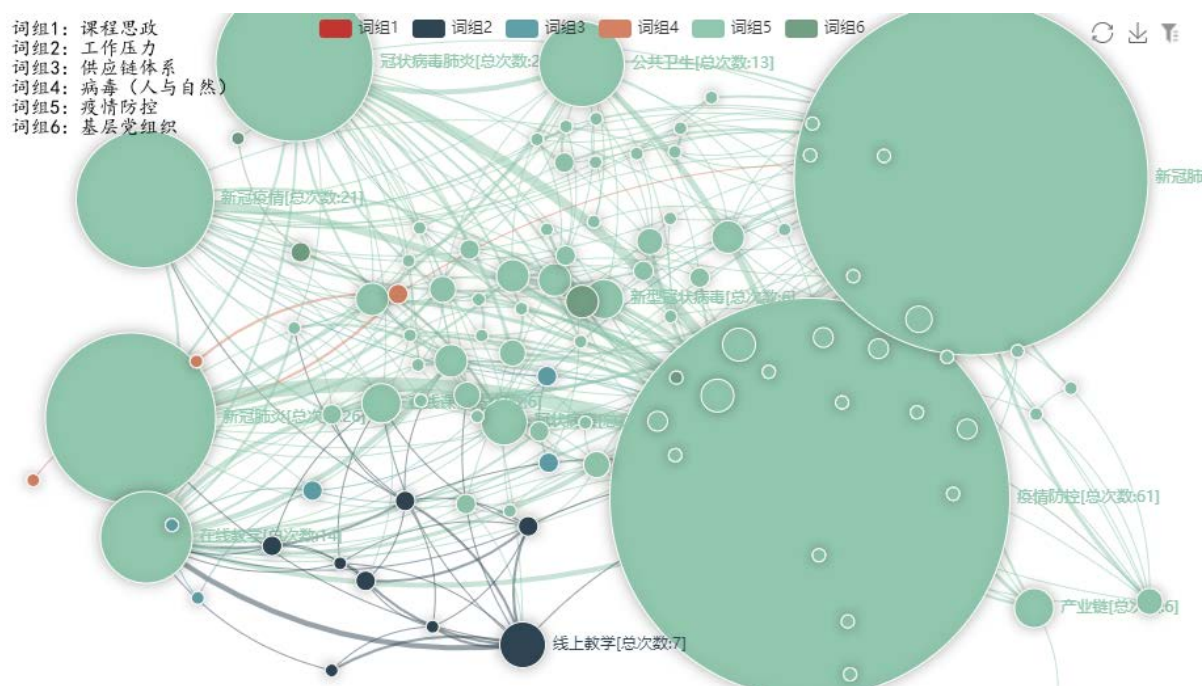 词组1：课程思政
词组2：工作压力
词组3：供应链体系
词组4：病毒（人与自然）
词组5：疫情防控
词组6：基层党组织
词组1 词组2 词组3 词组4 词组5 词组6
冠状病毒肺炎[总次数:2
公共卫生[总次数:13]
新冠肺
新冠疫情[总次数:21]
新型冠状病毒[总次数:6]
新冠肺炎[总次数:26]
疫情防控[总次数:61]
在线教学[总次数:14]
产业链[总次数:6]
线上教学[总次数:7]